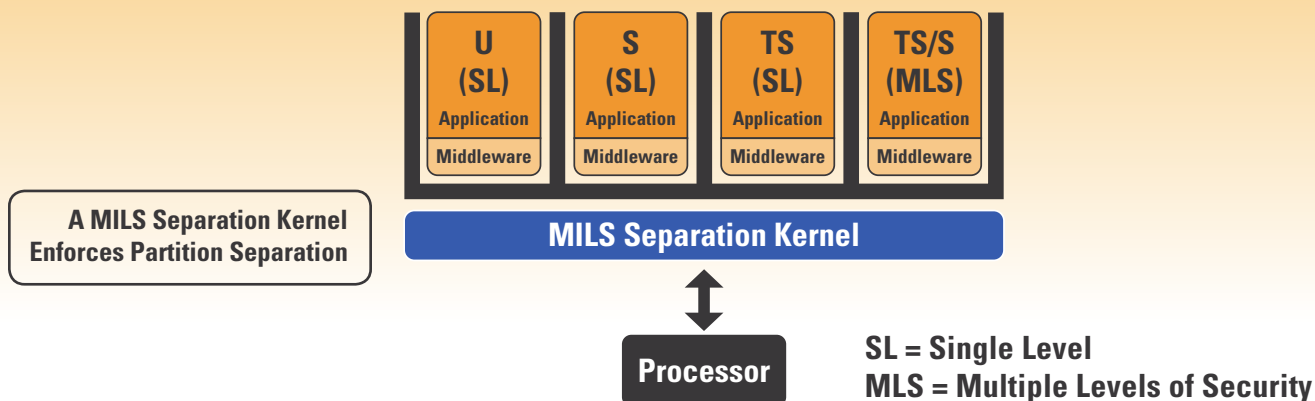 U
(SL)
Application
Middleware
S
(SL)
Application
Middleware
TS
(SL)
Application
Middleware
TS/S
(MLS)
Application
Middleware
A MILS Separation Kernel
Enforces Partition Separation
MILS Separation Kernel
Processor
SL = Single Level
MLS = Multiple Levels of Security